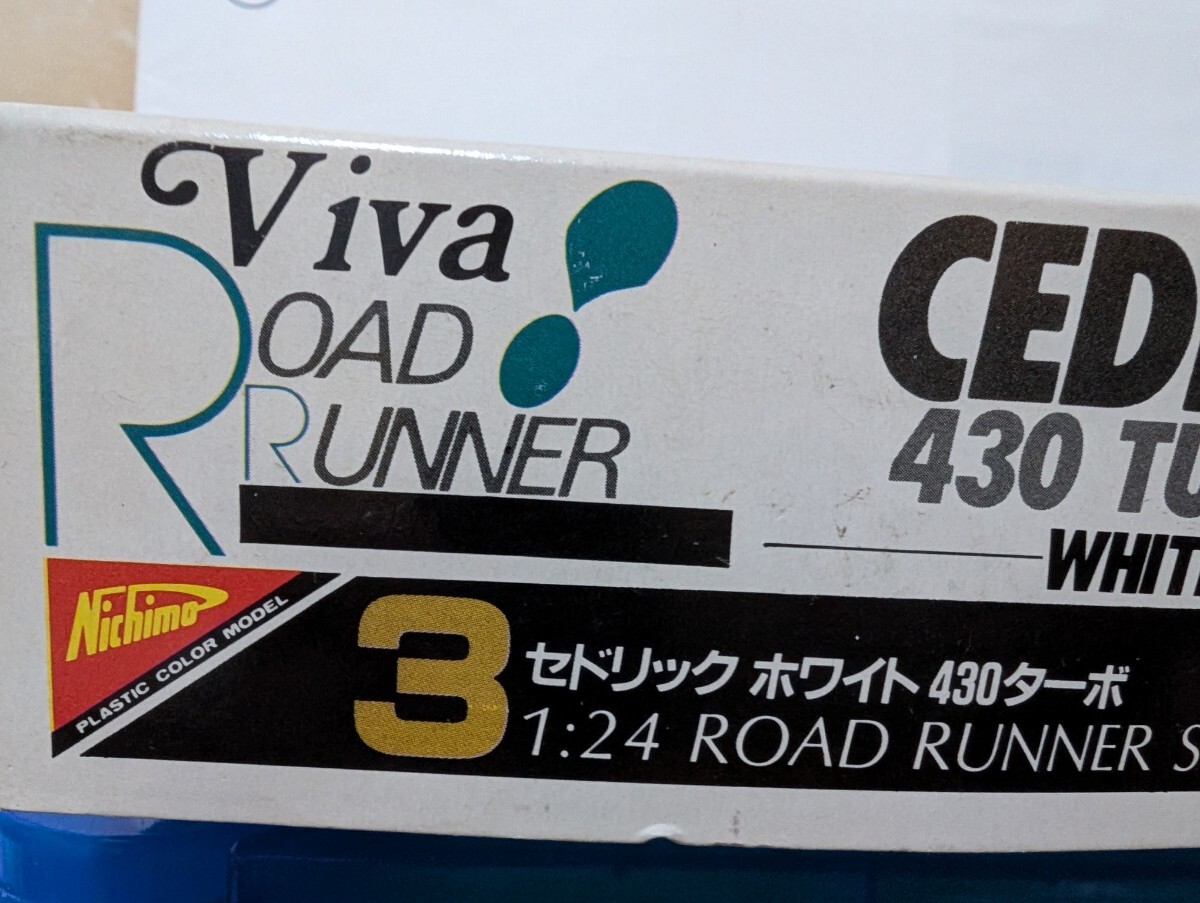 Viva
ROAD
RUNNER
Nichimo
PLASTIC COLOR MODEL
CED
430 TU
WHIT
3
セドリック ホワイト 430ターボ
1:24 ROAD RUNNER S